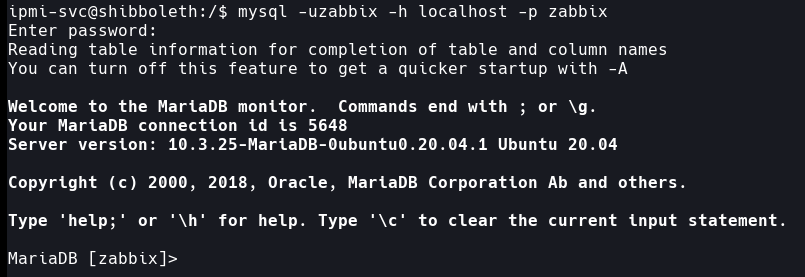 ipmi-svc@shibboleth:/$ mysql -uzabbix -h localhost -p zabbix
Enter password:
Reading table information for completion of table and column names
You can turn off this feature to get a quicker startup with -A
Welcome to the MariaDB monitor.  Commands end with ; or \g.
Your MariaDB connection id is 5648
Server version: 10.3.25-MariaDB-0ubuntu0.20.04.1 Ubuntu 20.04
Copyright (c) 2000, 2018, Oracle, MariaDB Corporation Ab and others.
Type 'help;' or '\h' for help. Type '\c' to clear the current input statement.
MariaDB [zabbix]>